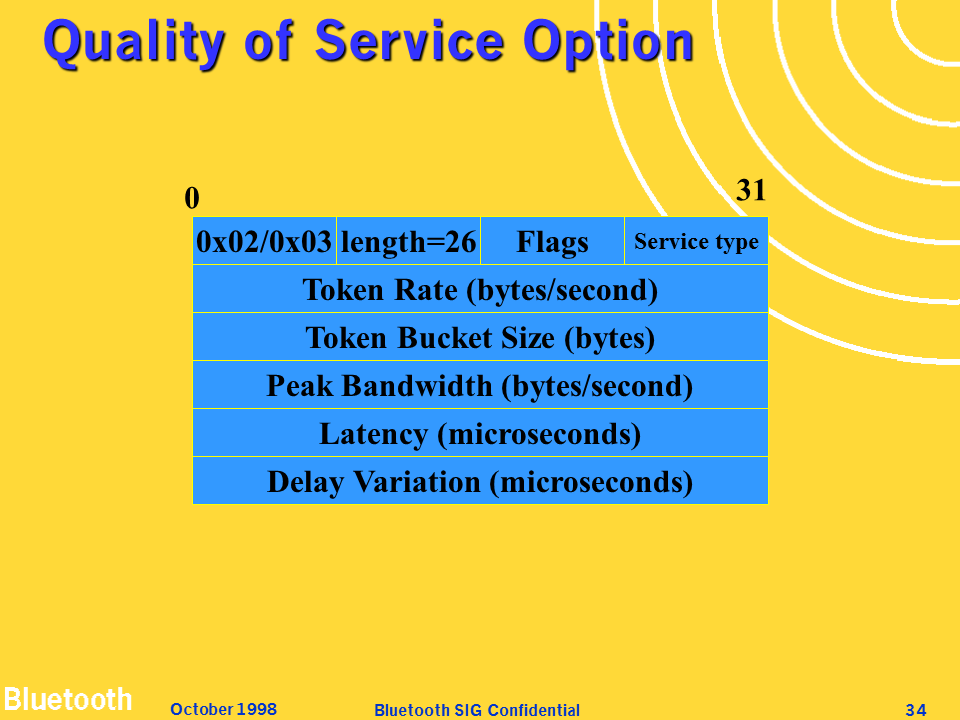 Quality of Service Option
0 31
0x02/0x03 length=26 Flags Service type
Token Rate (bytes/second)
Token Bucket Size (bytes)
Peak Bandwidth (bytes/second)
Latency (microseconds)
Delay Variation (microseconds)
Bluetooth October 1998 Bluetooth SIG Confidential 34